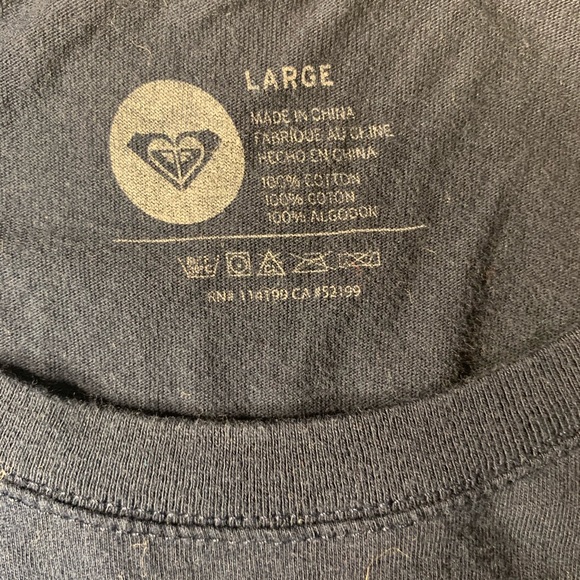 LARGE
MADE IN CHINA
FABRIQUE AU CHINE
HECHO EN CHINA
100% COTTON
100% COTON
100% ALGODON
RN# 114199 CA #52199